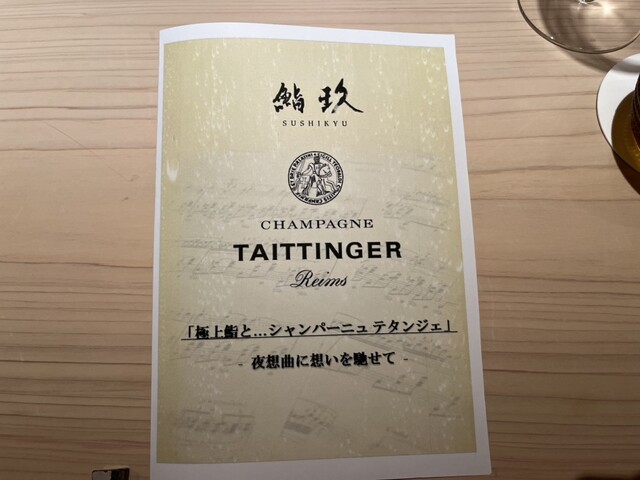 鮨 玖
SUSHIKYU
CHAMPAGNE
TAITTINGER
Reims
「極上鮨と…シャンパーニュ テタンジェ」
- 夜想曲に想いを馳せて -